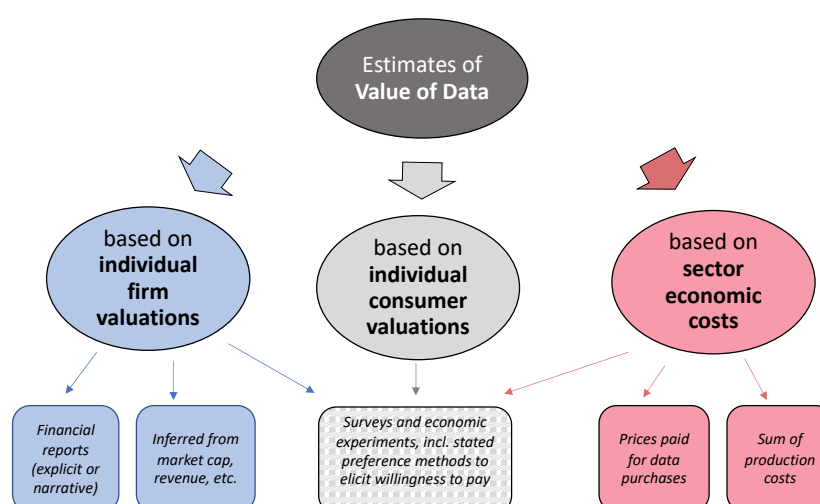 Estimates of
Value of Data
based on
individual
firm
valuations
based on
individual
consumer
valuations
based on
sector
economic
costs
Financial
reports
(explicit or
narrative)
Inferred from
market cap,
revenue, etc.
Surveys and economic
experiments, incl. stated
preference methods to
elicit willingness to pay
Prices paid
for data
purchases
Sum of
production
costs